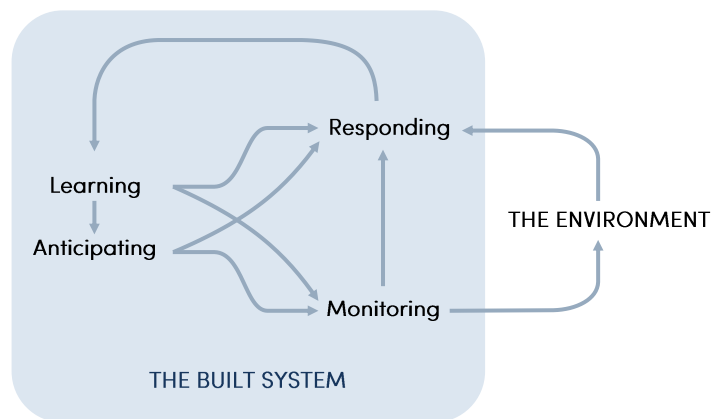 Responding
Learning
THE ENVIRONMENT
Anticipating
Monitoring
THE BUILT SYSTEM